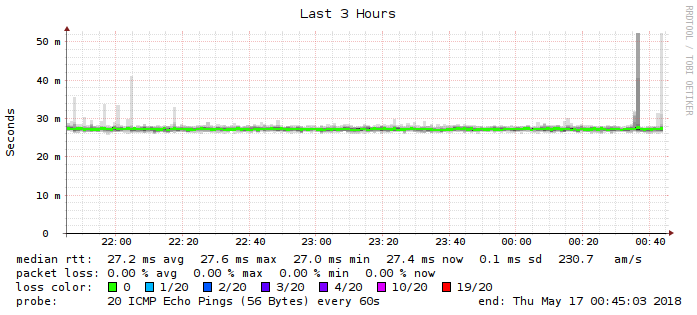 Last 3 Hours
RRDTOOL / TOBI OETIKER
Seconds
50 m
40 m
30 m
20 m
10 m
0
22:00 22:20 22:40 23:00 23:20 23:40 00:00 00:20 00:40
median rtt: 27.2 ms avg 27.6 ms max 27.0 ms min 27.4 ms now 0.1 ms sd 230.7 am/s
packet loss: 0.00 % avg 0.00 % max 0.00 % min 0.00 % now
loss color: 0 1/20 2/20 3/20 4/20 10/20 19/20
probe: 20 ICMP Echo Pings (56 Bytes) every 60s end: Thu May 17 00:45:03 2018